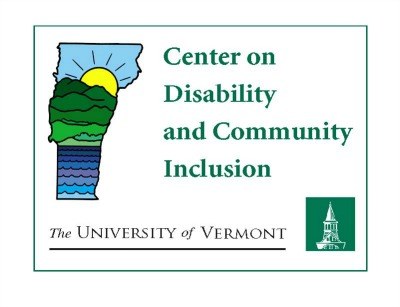 Center on
Disability
and Community
Inclusion
The UNIVERSITY of VERMONT